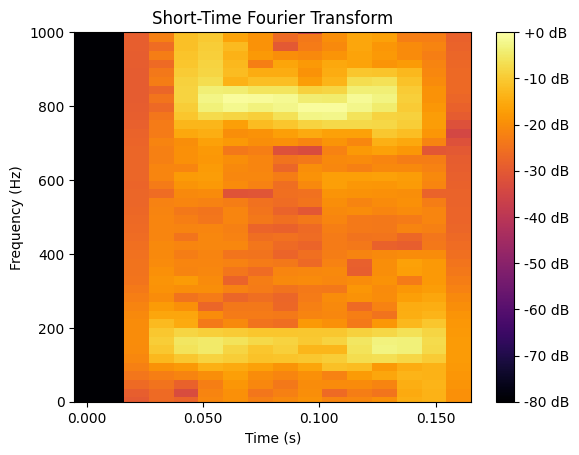 Short-Time Fourier Transform
1000
800
600
400
200
0
Frequency (Hz)
0.000
0.050
0.100
0.150
Time (s)
+0 dB
-10 dB
-20 dB
-30 dB
-40 dB
-50 dB
-60 dB
-70 dB
-80 dB